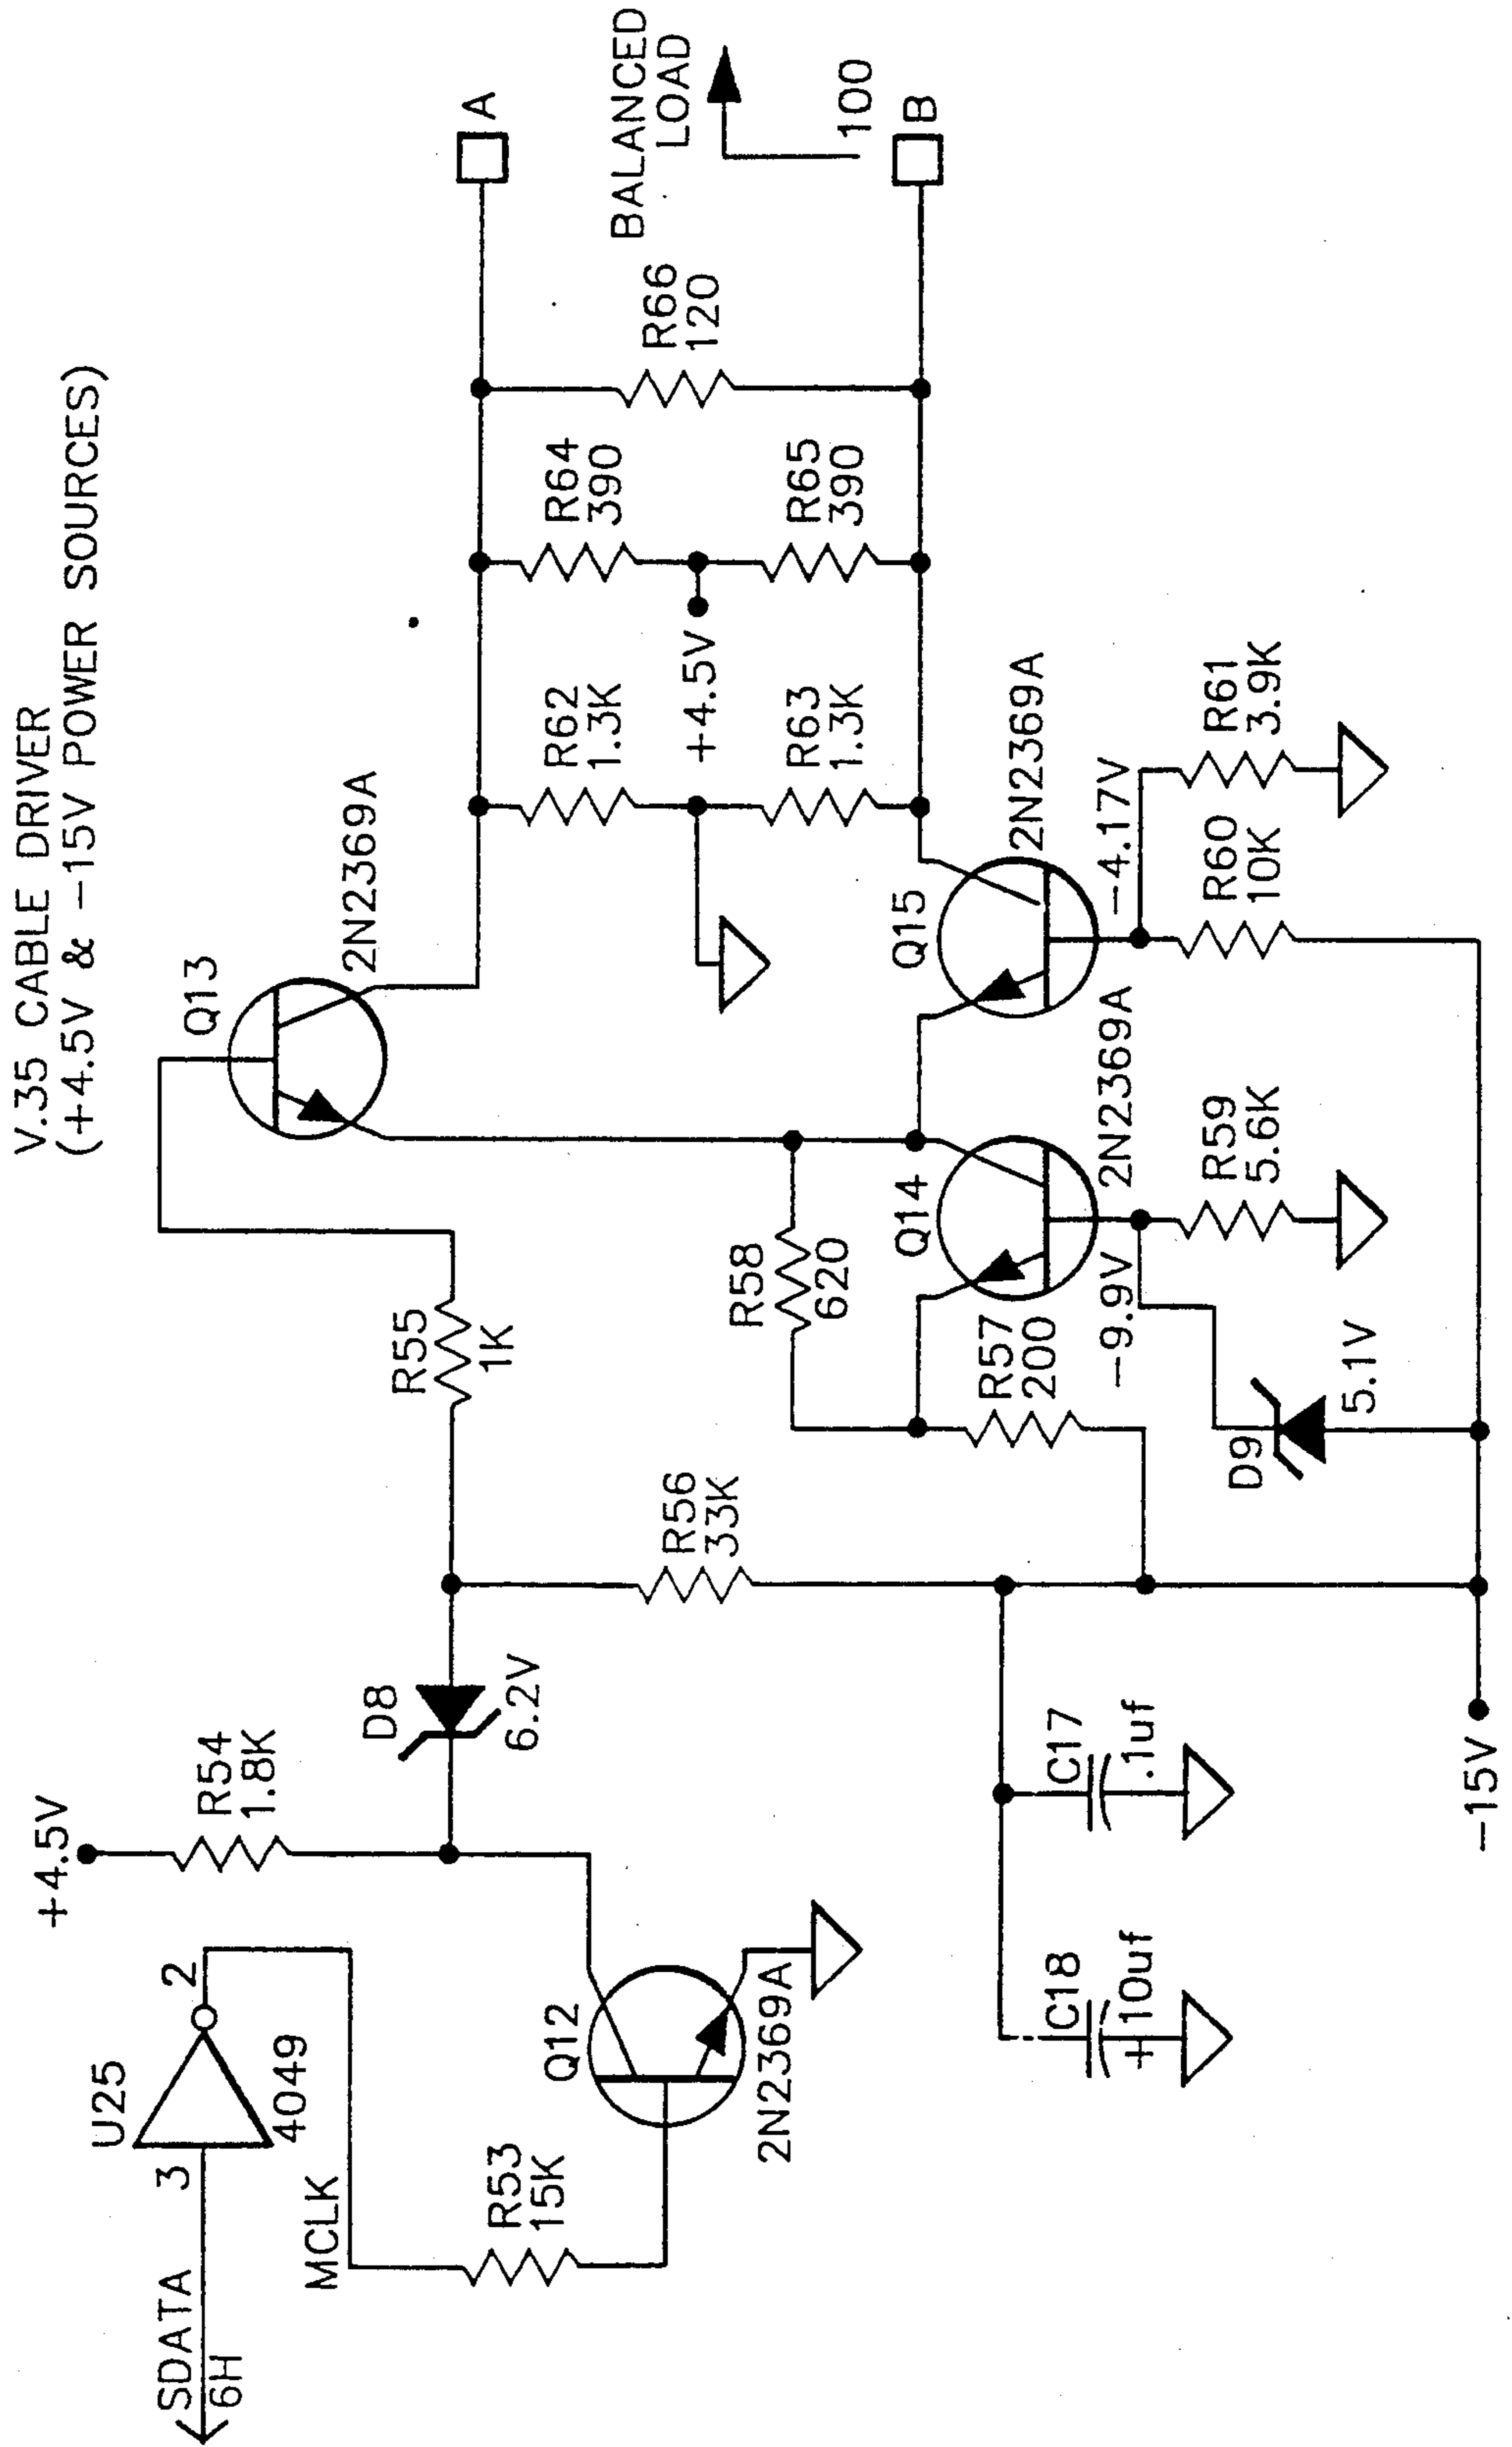 V.35 CABLE DRIVER
(+4.5V & -15V POWER SOURCES)
SDATA
6H
3
U25
4049
2
MCLK
R53
15K
Q12
2N2369A
+4.5V
R54
1.8K
D8
6.2V
C18
+10uf
C17
.1uf
-15V
R56
33K
R55
1K
R57
200
R58
620
D9
5.1V
-9.9V
R59
5.6K
Q14
2N2369A
Q13
2N2369A
Q15
2N2369A
-4.17V
R60
10K
R61
3.9K
R62
1.3K
R63
1.3K
+4.5V
R64
390
R65
390
R66
120
A
BALANCED
LOAD
100
B